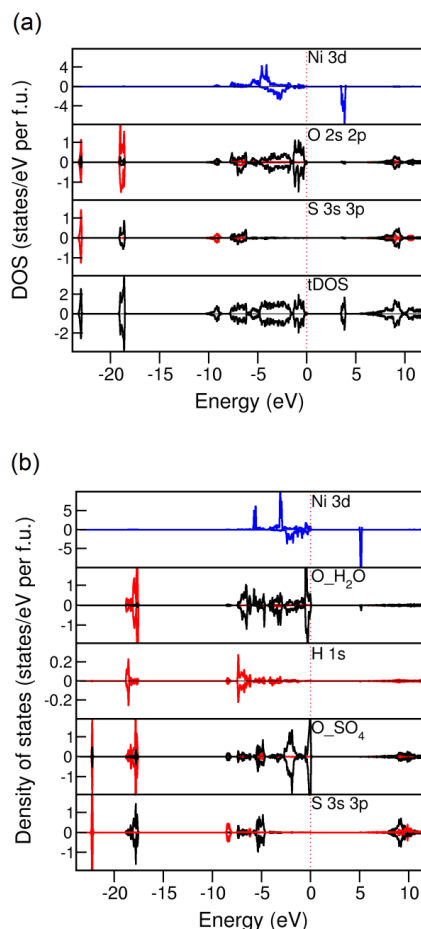 (a)
Ni 3d
4
0
-4
O 2s 2p
1
0
-1
S 3s 3p
1
0
-1
tDOS
2
0
-2
DOS (states/eV per f.u.)
-20 -15 -10 -5 0 5 10
Energy (eV)
(b)
Ni 3d
5
0
-5
O_H₂O
1
0
-1
H 1s
0.2
0
-0.2
O_SO₄
1
0
-1
S 3s 3p
1
0
-1
Density of states (states/eV per f.u.)
-20 -15 -10 -5 0 5 10
Energy (eV)